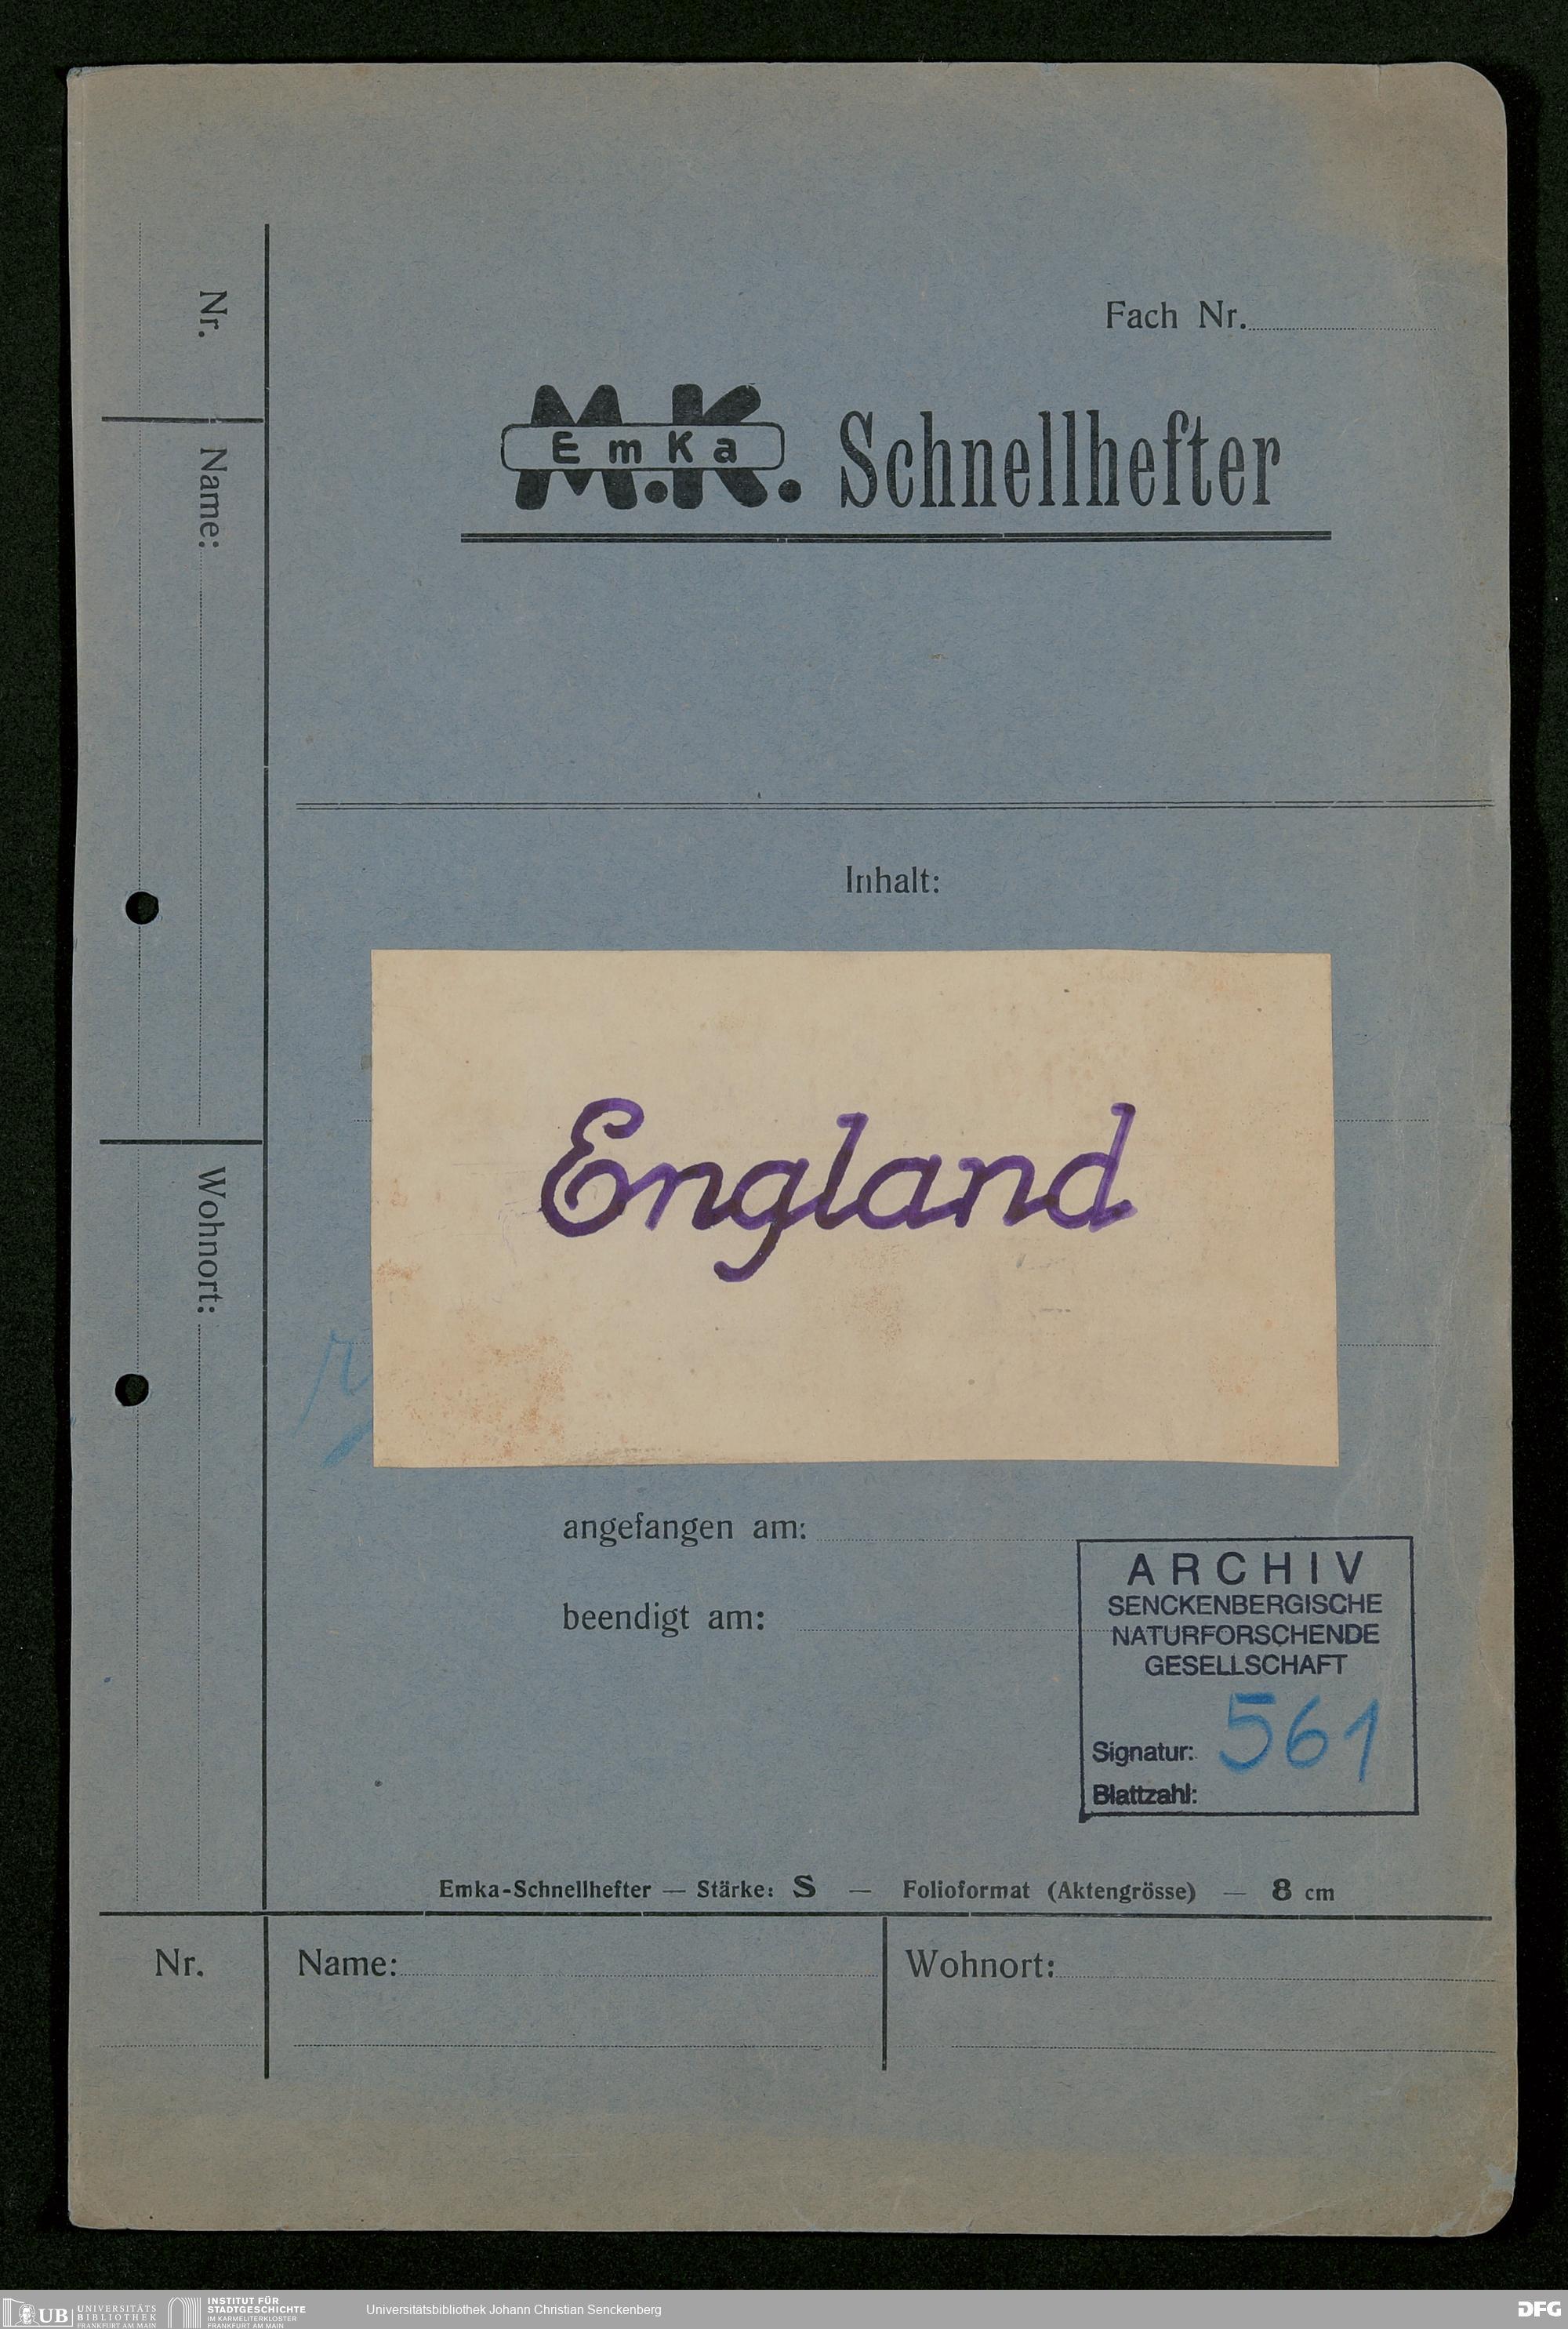 Nr.
Name:
Wohnort:
Fach Nr.
M.K.
EmKa
Schnellhefter
Inhalt:
England
angefangen am:
beendigt am:
ARCHIV
SENCKENBERGISCHE
NATURFORSCHENDE
GESELLSCHAFT
Signatur: 561
Blattzahl:
Emka-Schnellhefter — Stärke: S — Folioformat (Aktengrösse) — 8 cm
Nr.
Name:
Wohnort:
UB UNIVERSITÄTS
BIBLIOTHEK
FRANKFURT AM MAIN
INSTITUT FÜR
STADTGESCHICHTE
IM KARMELITERKLOSTER
FRANKFURT AM MAIN
Universitätsbibliothek Johann Christian Senckenberg
DFG